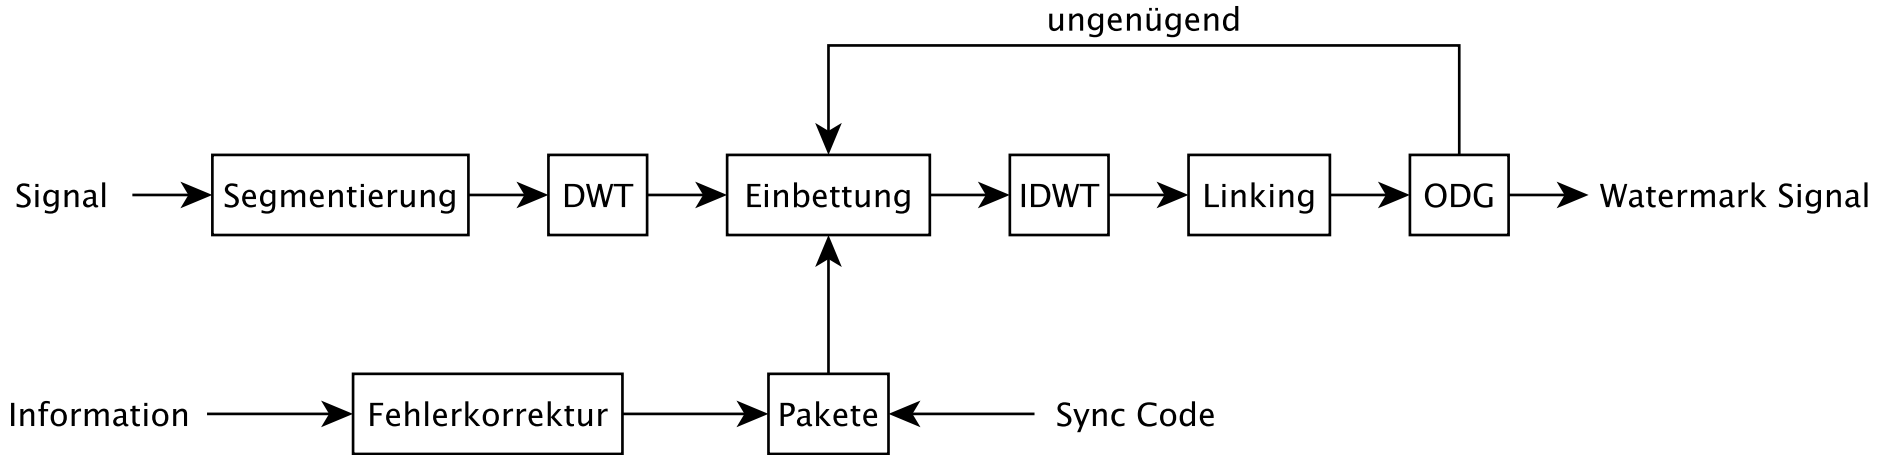 ungenügend
Signal Segmentierung DWT Einbettung IDWT Linking ODG Watermark Signal
Information Fehlerkorrektur Pakete Sync Code